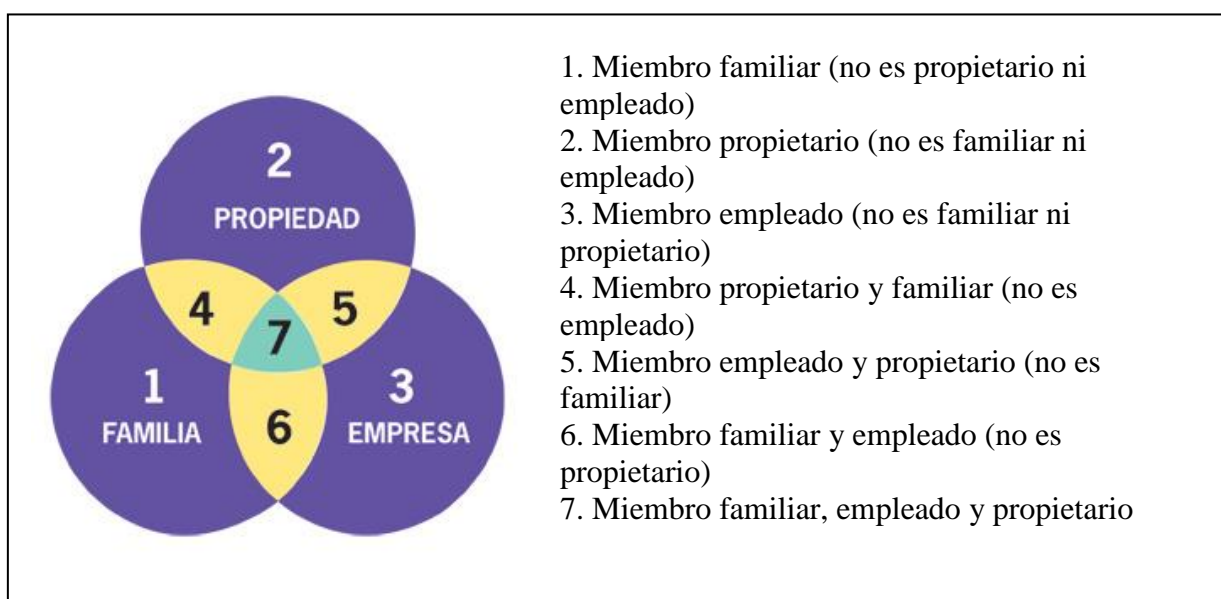 2
PROPIEDAD
4
5
7
1
FAMILIA
6
3
EMPRESA
1. Miembro familiar (no es propietario ni
empleado)
2. Miembro propietario (no es familiar ni
empleado)
3. Miembro empleado (no es familiar ni
propietario)
4. Miembro propietario y familiar (no es
empleado)
5. Miembro empleado y propietario (no es
familiar)
6. Miembro familiar y empleado (no es
propietario)
7. Miembro familiar, empleado y propietario